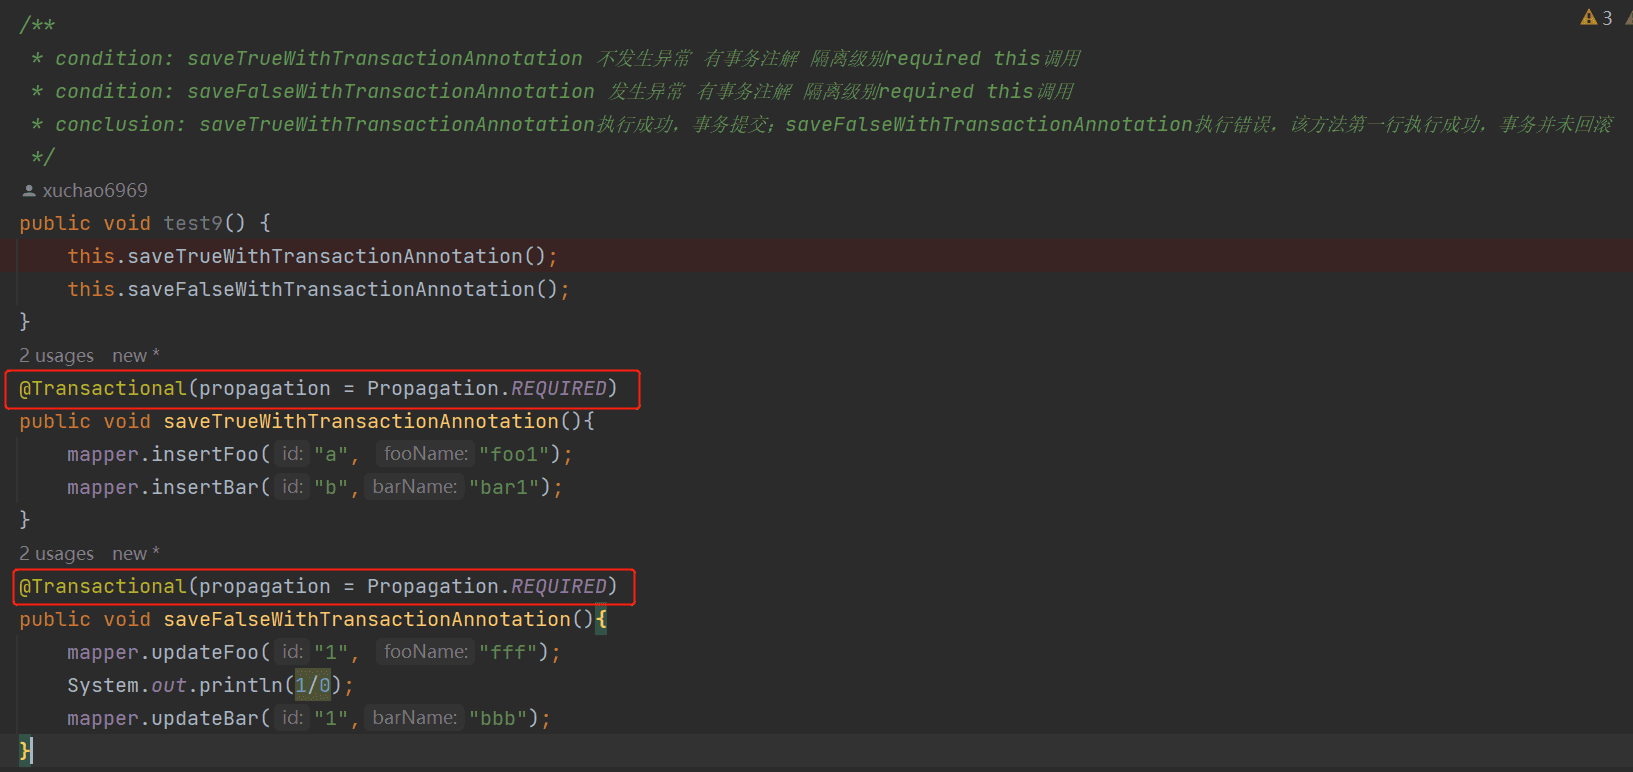 /**
3
* condition: saveTrueWithTransactionAnnotation 不发生异常 有事务注解 隔离级别required this调用
* condition: saveFalseWithTransactionAnnotation 发生异常 有事务注解 隔离级别required this调用
* conclusion: saveTrueWithTransactionAnnotation执行成功，事务提交；saveFalseWithTransactionAnnotation执行错误，该方法第一行执行成功，事务并未回滚
*/
xuchao6969
public void test9() {
this.saveTrueWithTransactionAnnotation();
this.saveFalseWithTransactionAnnotation();
}
2 usages new *
@Transactional(propagation = Propagation.REQUIRED)
public void saveTrueWithTransactionAnnotation(){
mapper.insertFoo( id: "a", fooName: "foo1");
mapper.insertBar( id: "b", barName: "bar1");
}
2 usages new *
@Transactional(propagation = Propagation.REQUIRED)
public void saveFalseWithTransactionAnnotation(){
mapper.updateFoo( id: "1", fooName: "fff");
System.out.println(1/0);
mapper.updateBar( id: "1", barName: "bbb");
}